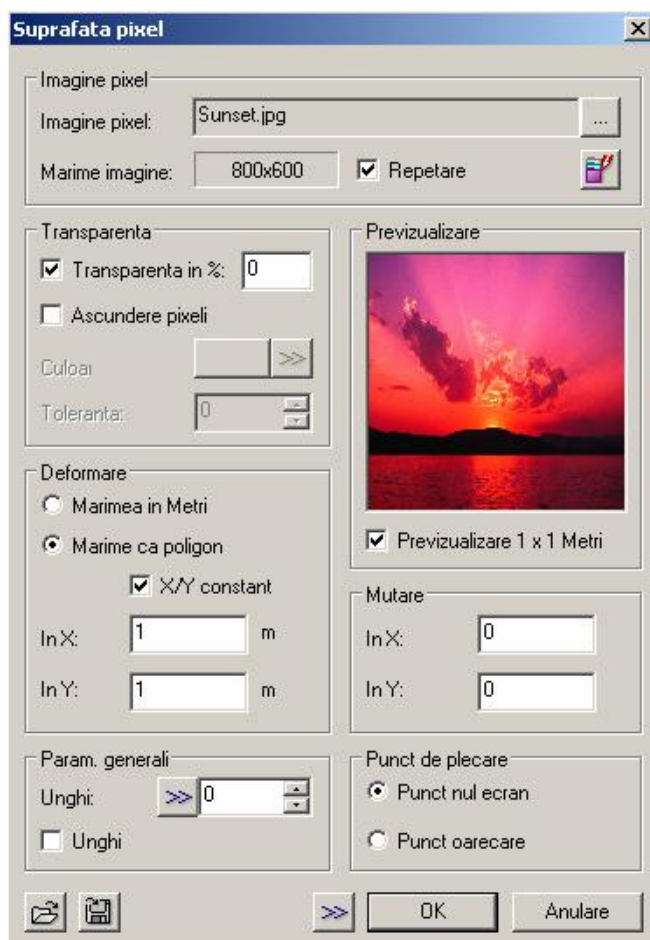 Suprafata pixel
Imagine pixel
Imagine pixel: Sunset.jpg ...
Marime imagine: 800x600 Repetare
Transparenta
Transparenta in %: 0
Ascundere pixeli
Culoar >>
Toleranta: 0
Previzualizare
Previzualizare 1 x 1 Metri
Deformare
Marimea in Metri
Marime ca poligon
X/Y constant
In X: 1 m
In Y: 1 m
Mutare
In X: 0
In Y: 0
Param. generali
Unghi: >> 0
Unghi
Punct de plecare
Punct nul ecran
Punct oarecare
>> OK Anulare